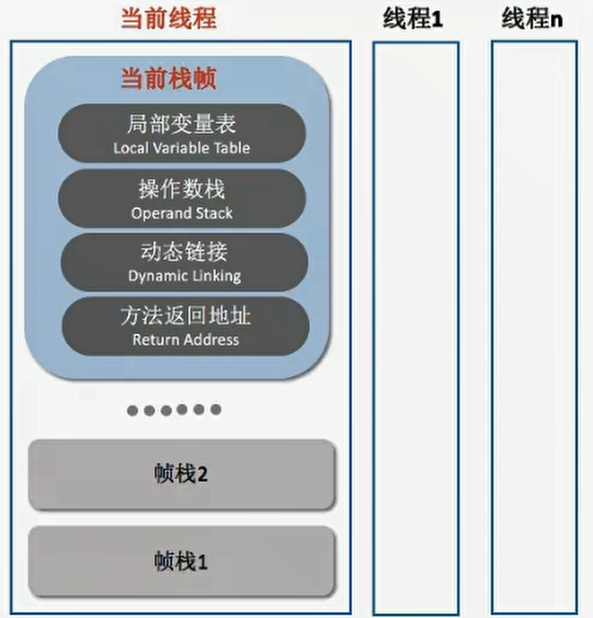 当前线程
线程1
线程n
当前栈帧
局部变量表
Local Variable Table
操作数栈
Operand Stack
动态链接
Dynamic Linking
方法返回地址
Return Address
帧栈2
帧栈1